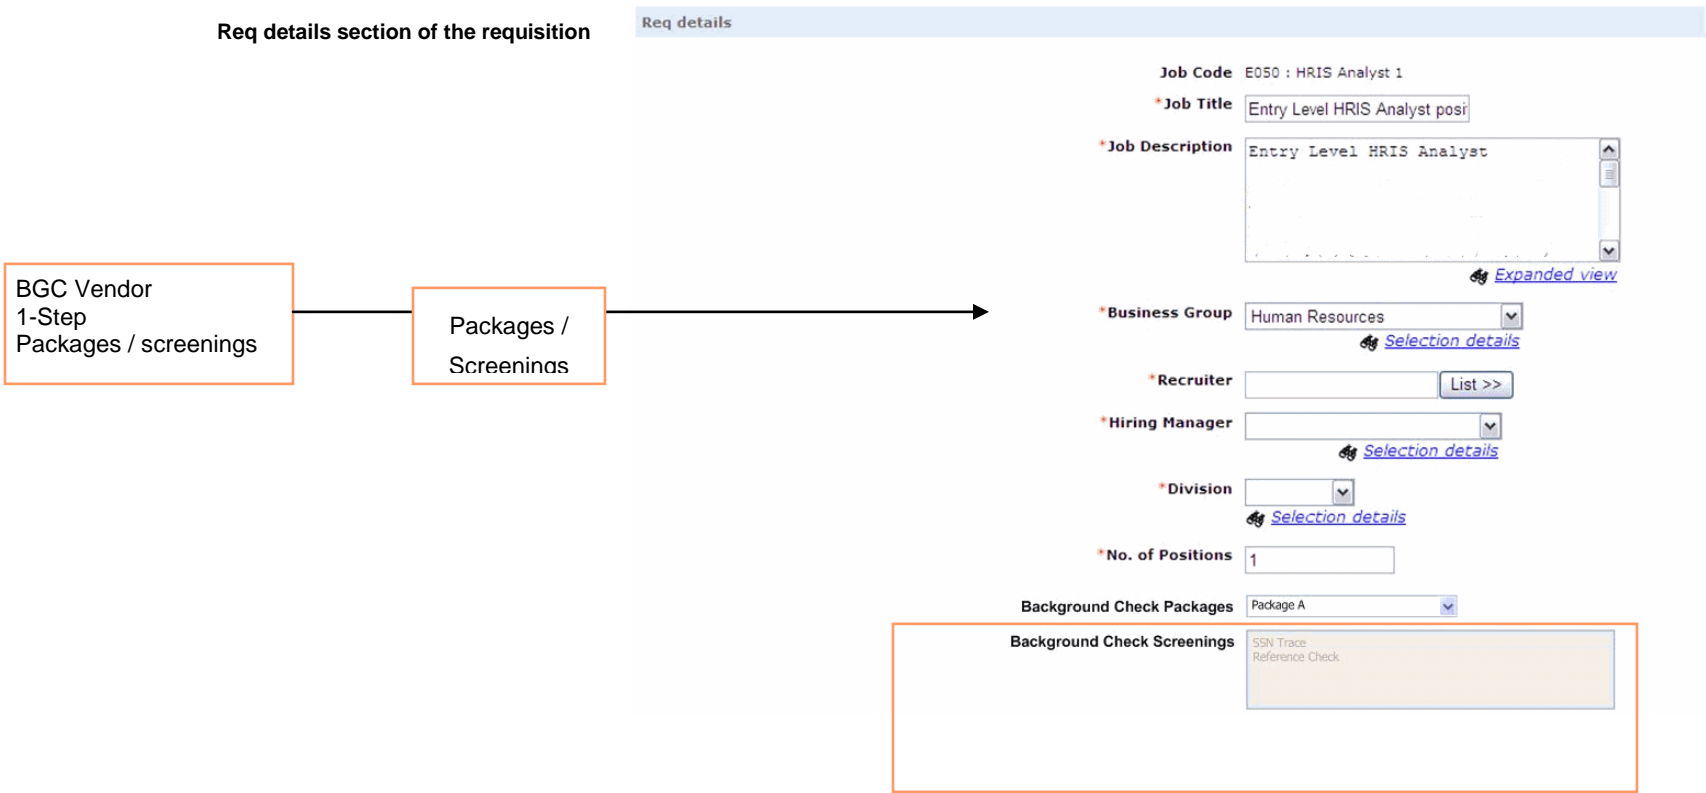 Req details section of the requisition
Req details
Job Code E050 : HRIS Analyst 1
*Job Title Entry Level HRIS Analyst posi
*Job Description Entry Level HRIS Analyst
Expanded view
BGC Vendor
1-Step
Packages / screenings
Packages /
Screenings
*Business Group Human Resources
Selection details
*Recruiter List >>
*Hiring Manager
Selection details
*Division
Selection details
*No. of Positions 1
Background Check Packages Package A
Background Check Screenings SSN Trace
Reference Check